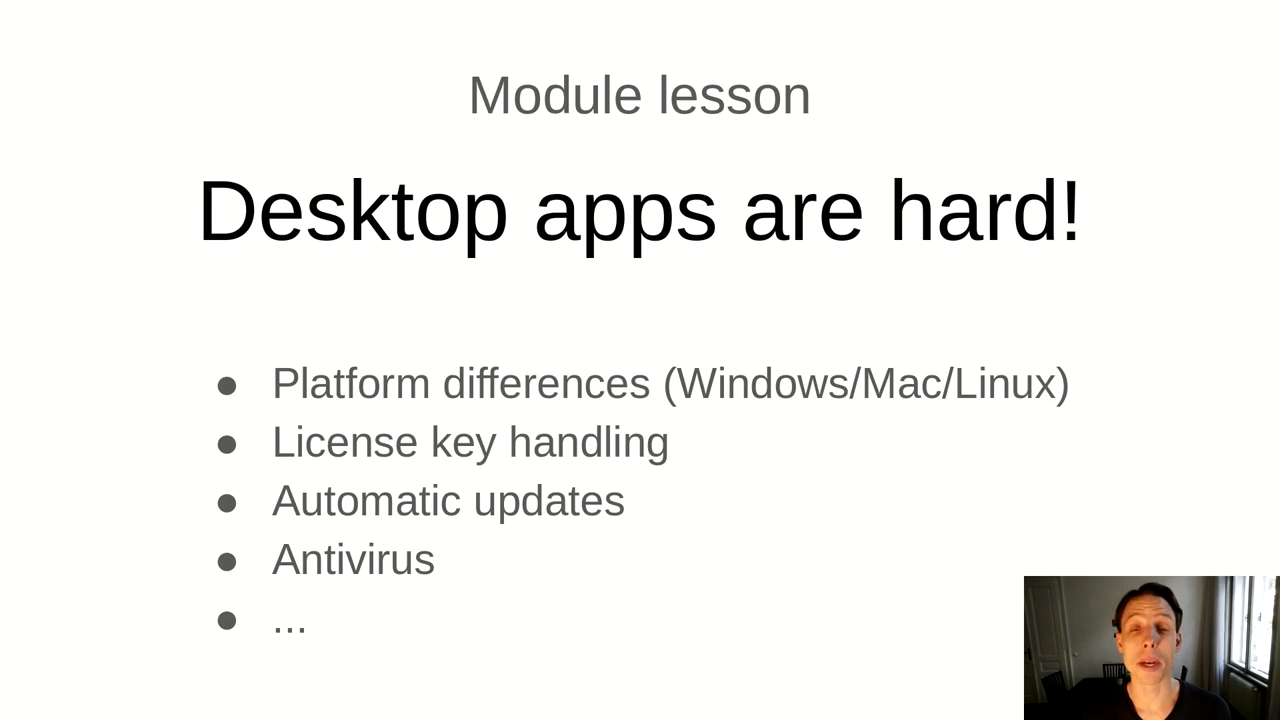 Module lesson
Desktop apps are hard!
● Platform differences (Windows/Mac/Linux)
● License key handling
● Automatic updates
● Antivirus
● ...